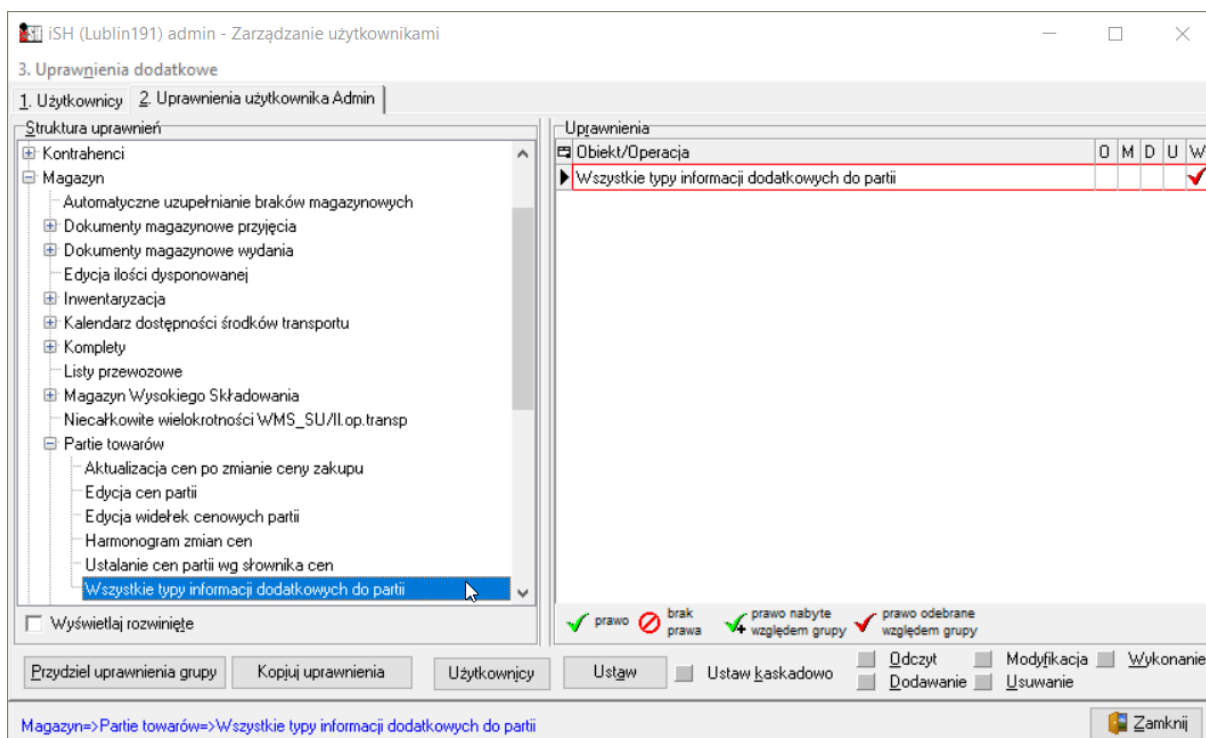 iSH (Lublin191) admin - Zarządzanie użytkownikami
3. Uprawnienia dodatkowe
1. Użytkownicy 2. Uprawnienia użytkownika Admin
Struktura uprawnień
Kontrahenci
Magazyn
Automatyczne uzupełnianie braków magazynowych
Dokumenty magazynowe przyjęcia
Dokumenty magazynowe wydania
Edycja ilości dysponowanej
Inwentaryzacja
Kalendarz dostępności środków transportu
Komplety
Listy przewozowe
Magazyn Wysokiego Składowania
Niecałkowite wielokrotności WMS_SU/Il.op.transp
Partie towarów
Aktualizacja cen po zmianie ceny zakupu
Edycja cen partii
Edycja widełek cenowych partii
Harmonogram zmian cen
Ustalanie cen partii wg słownika cen
Wszystkie typy informacji dodatkowych do partii
Wyświetlaj rozwinięte
Uprawnienia
Obiekt/Operacja O M D U W
Wszystkie typy informacji dodatkowych do partii
prawo
brak prawa
prawo nabyte względem grupy
prawo odebrane względem grupy
Przydziel uprawnienia grupy Kopiuj uprawnienia Użytkownicy Ustaw Ustaw kaskadowo
Odczyt Modyfikacja Wykonanie
Dodawanie Usuwanie
Magazyn=>Partie towarów=>Wszystkie typy informacji dodatkowych do partii
Zamknij